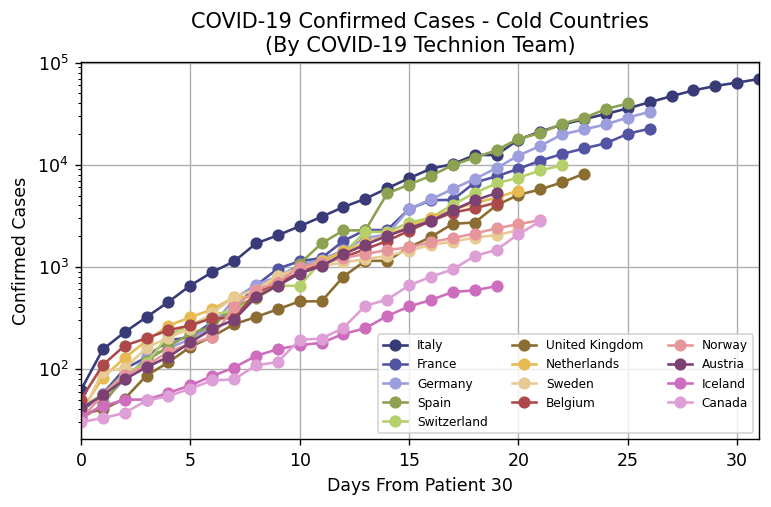 COVID-19 Confirmed Cases - Cold Countries
(By COVID-19 Technion Team)
Confirmed Cases
10^5
10^4
10^3
10^2
Italy
France
Germany
Spain
Switzerland
United Kingdom
Netherlands
Sweden
Belgium
Norway
Austria
Iceland
Canada
0 5 10 15 20 25 30
Days From Patient 30